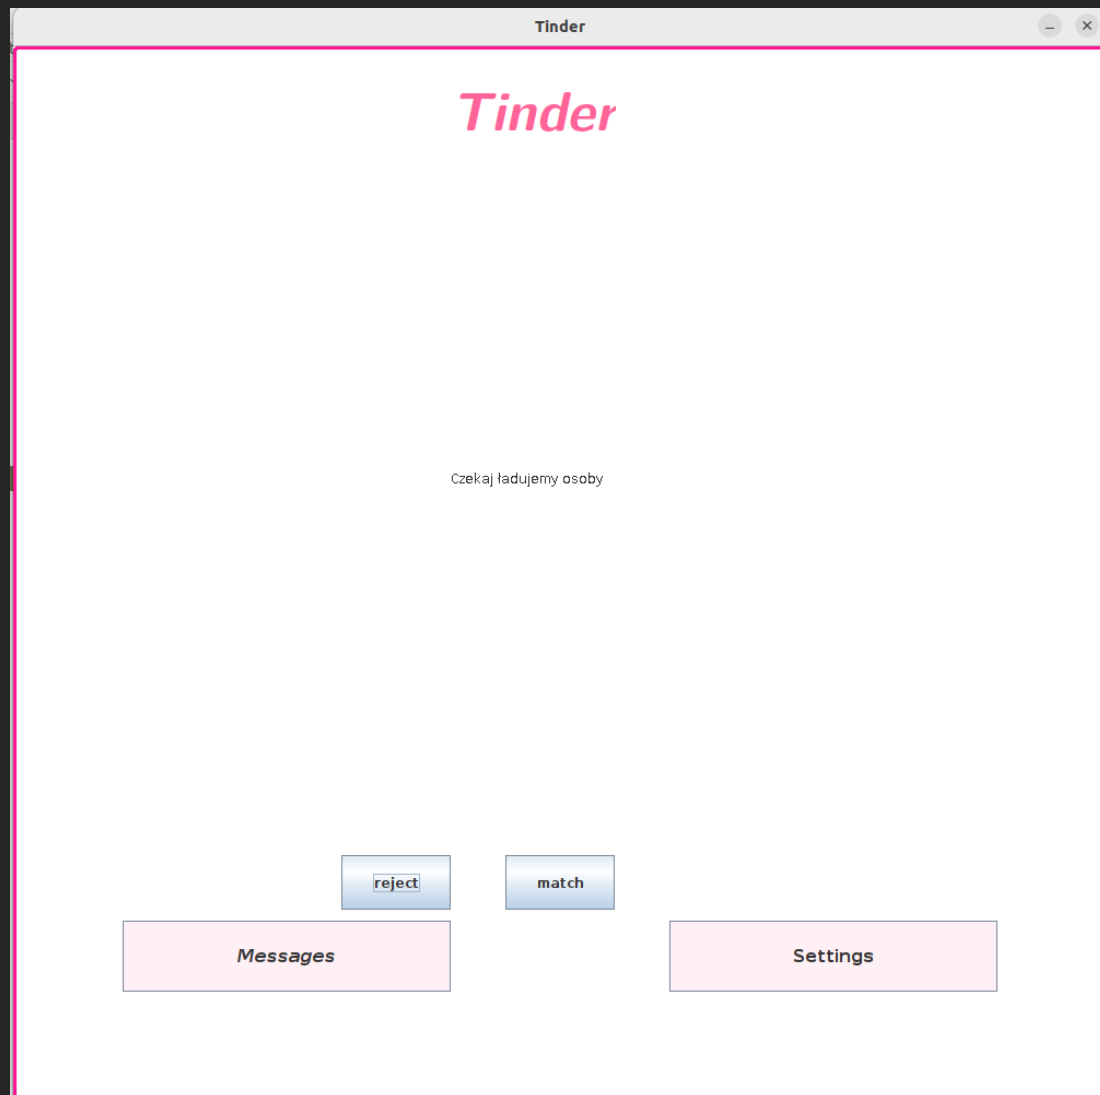 Tinder
Tinder
Czekaj ładujemy osoby
reject
match
Messages
Settings